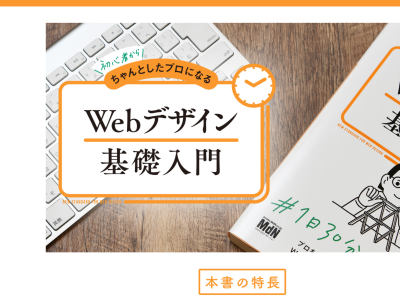 初心者から
ちゃんとしたプロになる
Webデザイン
基礎入門
#1日30分
MdN
本書の特長